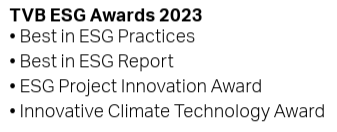 TVB ESG Awards 2023
• Best in ESG Practices
• Best in ESG Report
• ESG Project Innovation Award
• Innovative Climate Technology Award